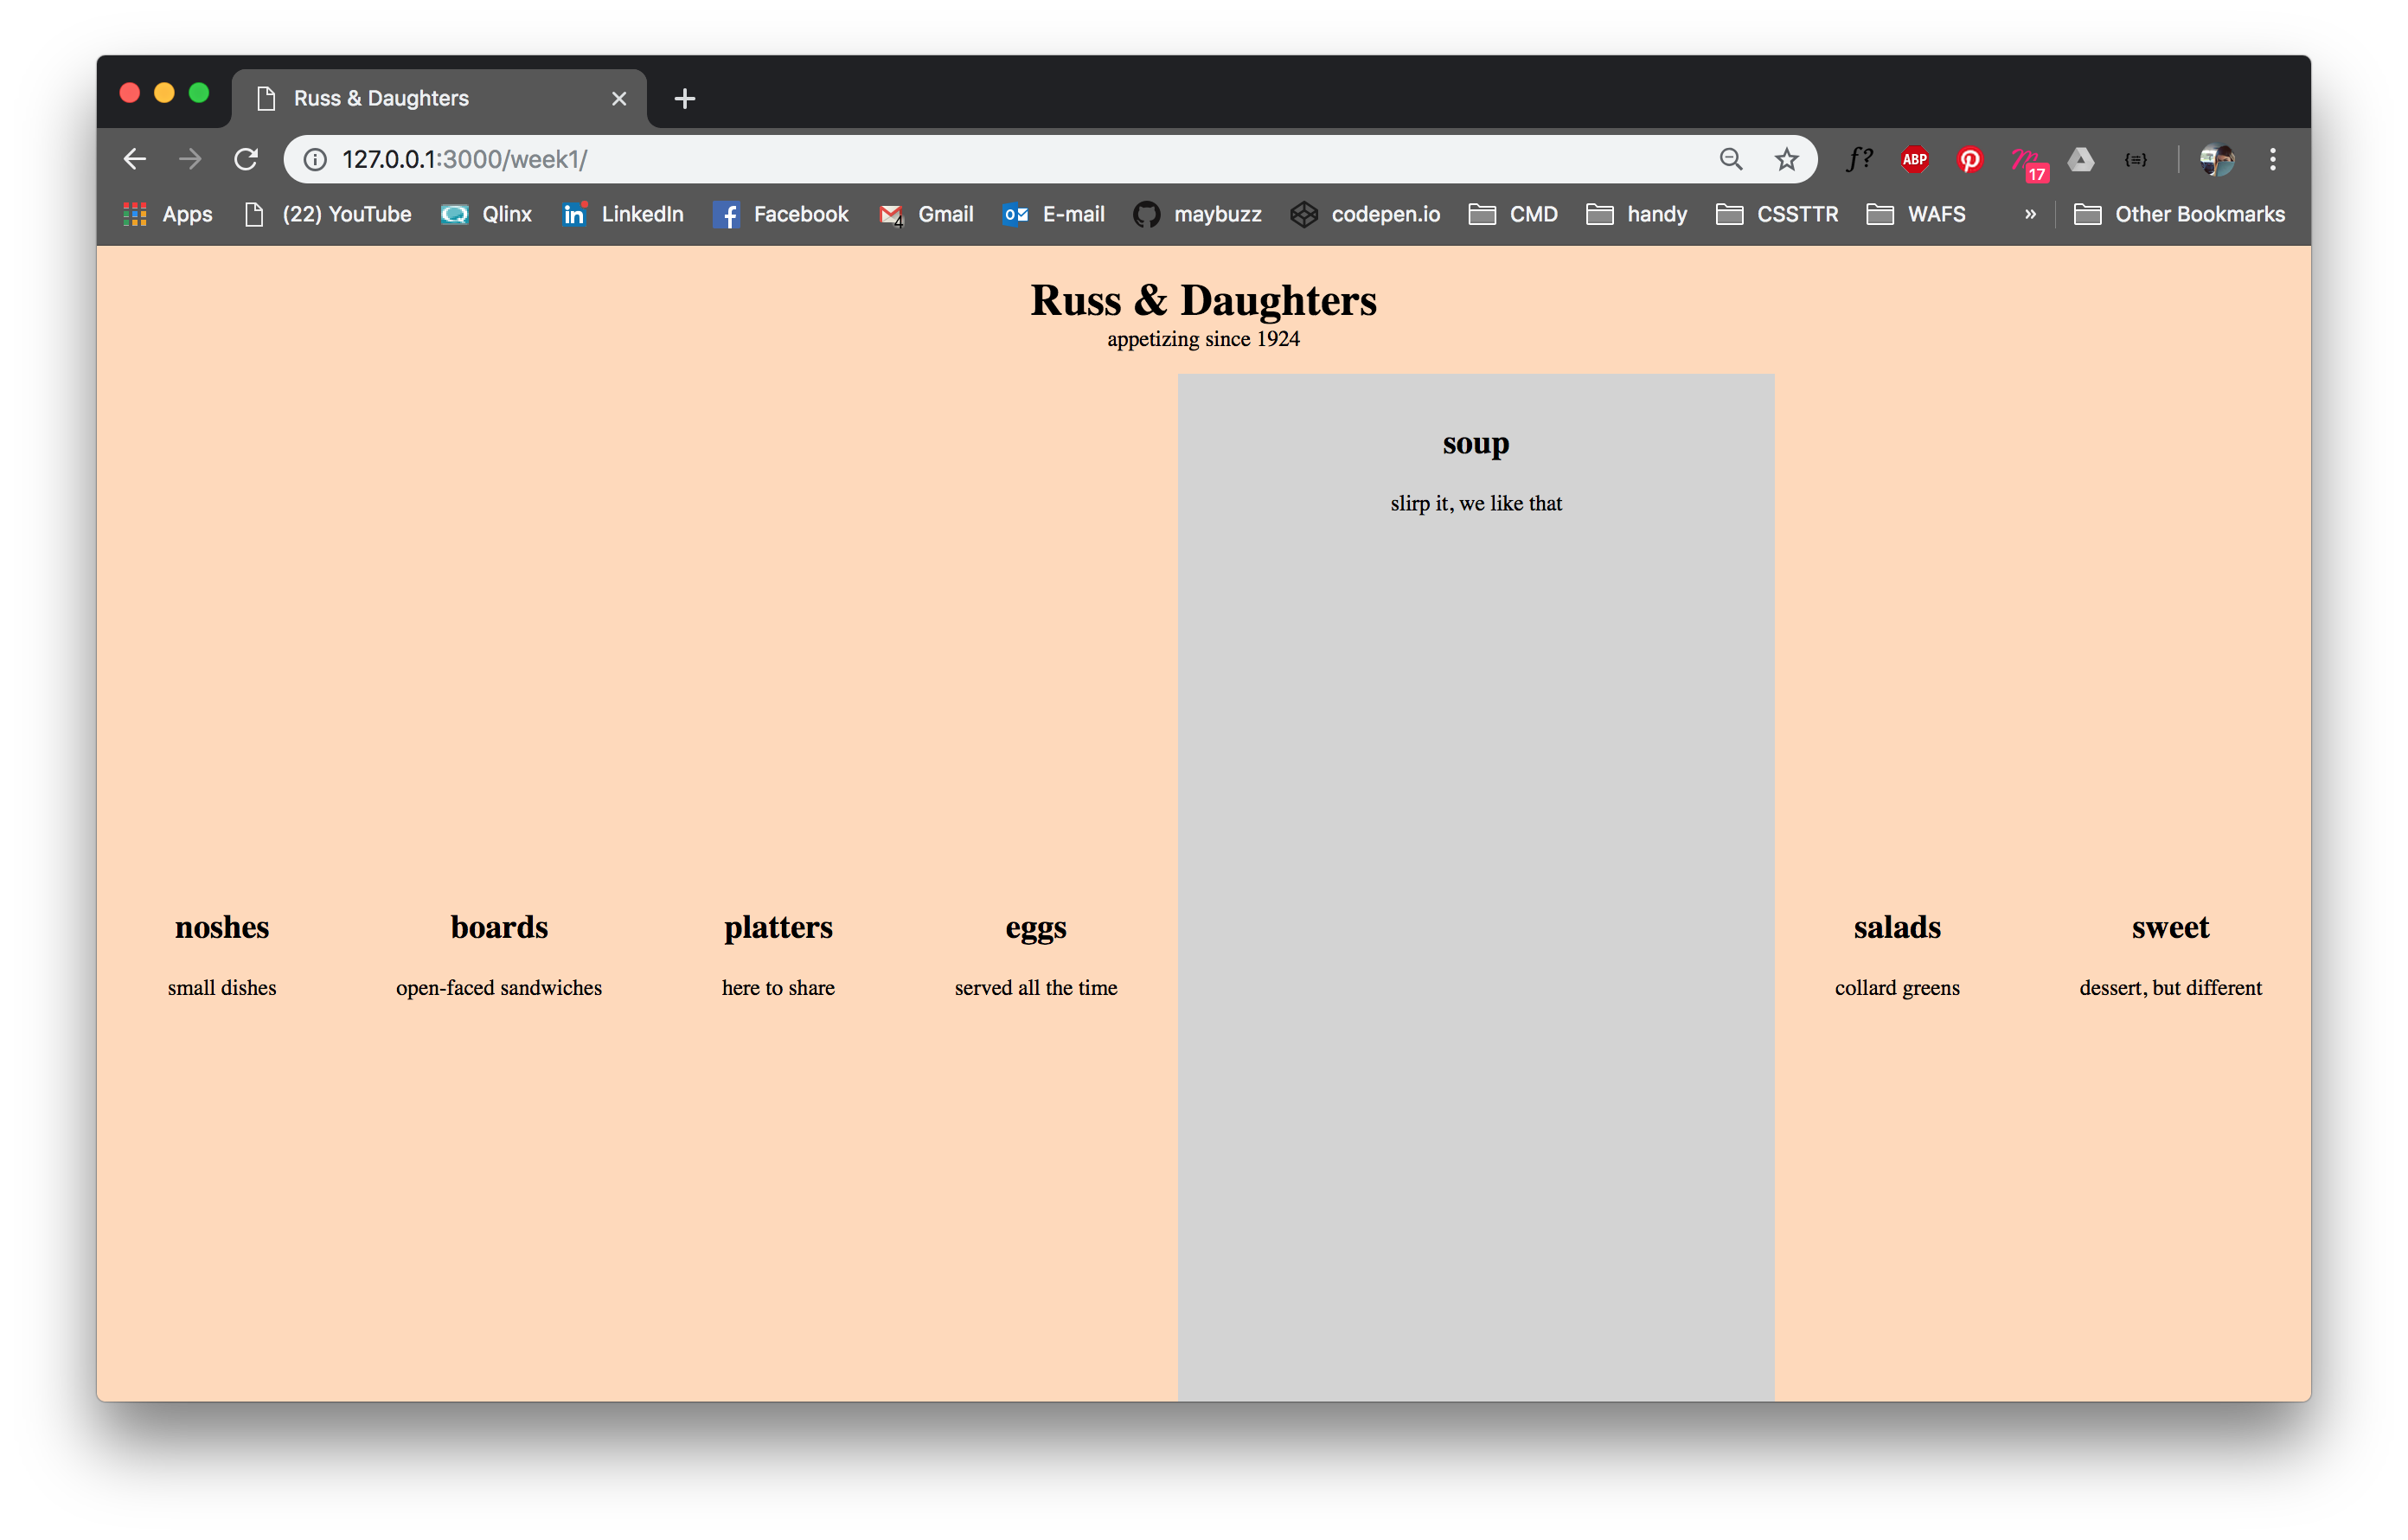 Russ & Daughters
127.0.0.1:3000/week1/
f? ABP 17 {≡}
Apps (22) YouTube Qlinx LinkedIn Facebook 4 Gmail E-mail maybuzz codepen.io CMD handy CSSTTR WAFS » Other Bookmarks
Russ & Daughters
appetizing since 1924
soup
slirp it, we like that
noshes boards platters eggs salads sweet
small dishes open-faced sandwiches here to share served all the time collard greens dessert, but different